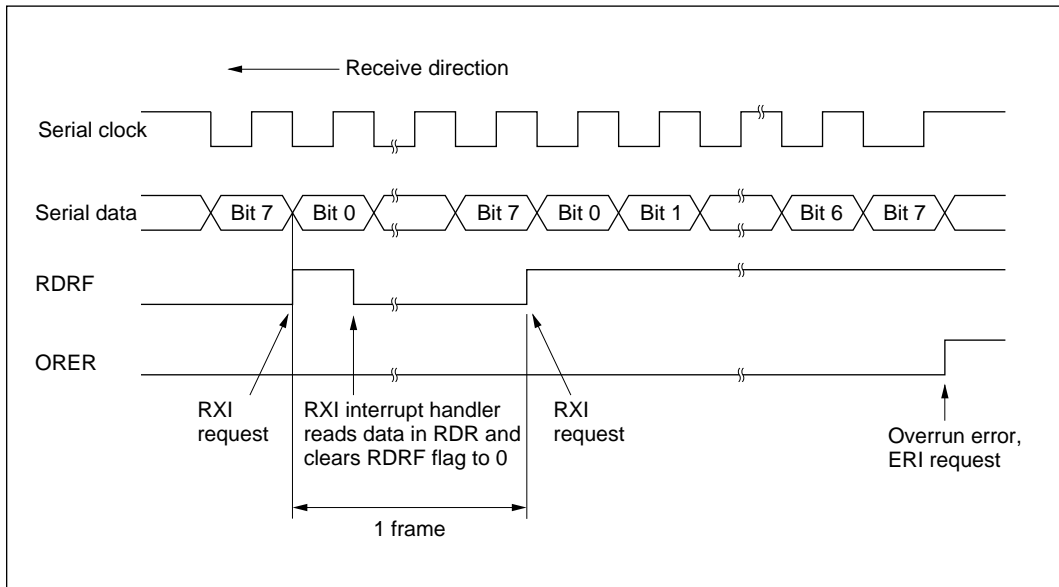 Receive direction
Serial clock
Serial data
Bit 7 Bit 0 Bit 7 Bit 0 Bit 1 Bit 6 Bit 7
RDRF
ORER
RXI
request
RXI interrupt handler
reads data in RDR and
clears RDRF flag to 0
RXI
request
Overrun error,
ERI request
1 frame